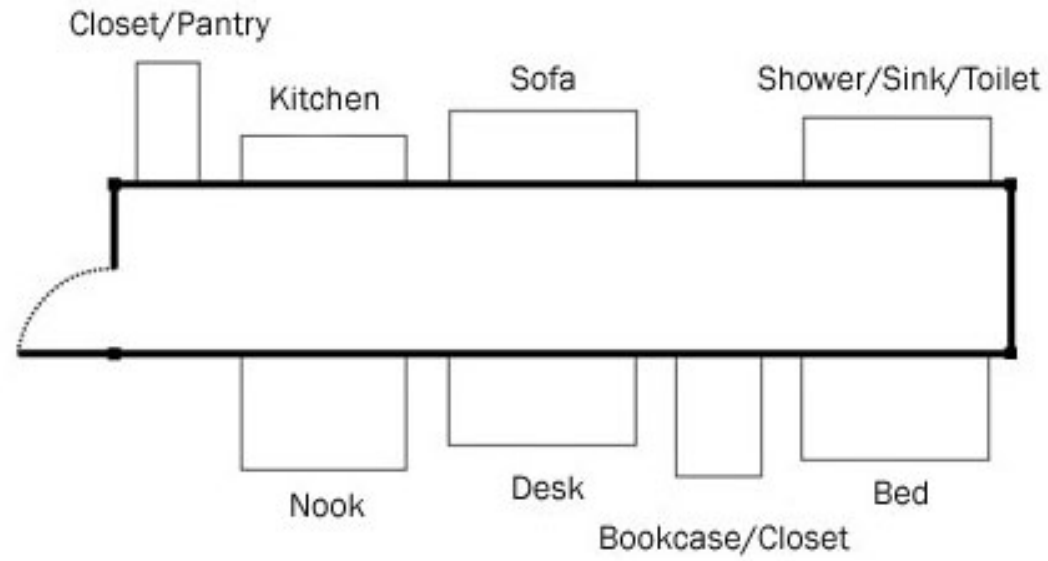 Closet/Pantry
Kitchen
Sofa
Shower/Sink/Toilet
Nook
Desk
Bookcase/Closet
Bed